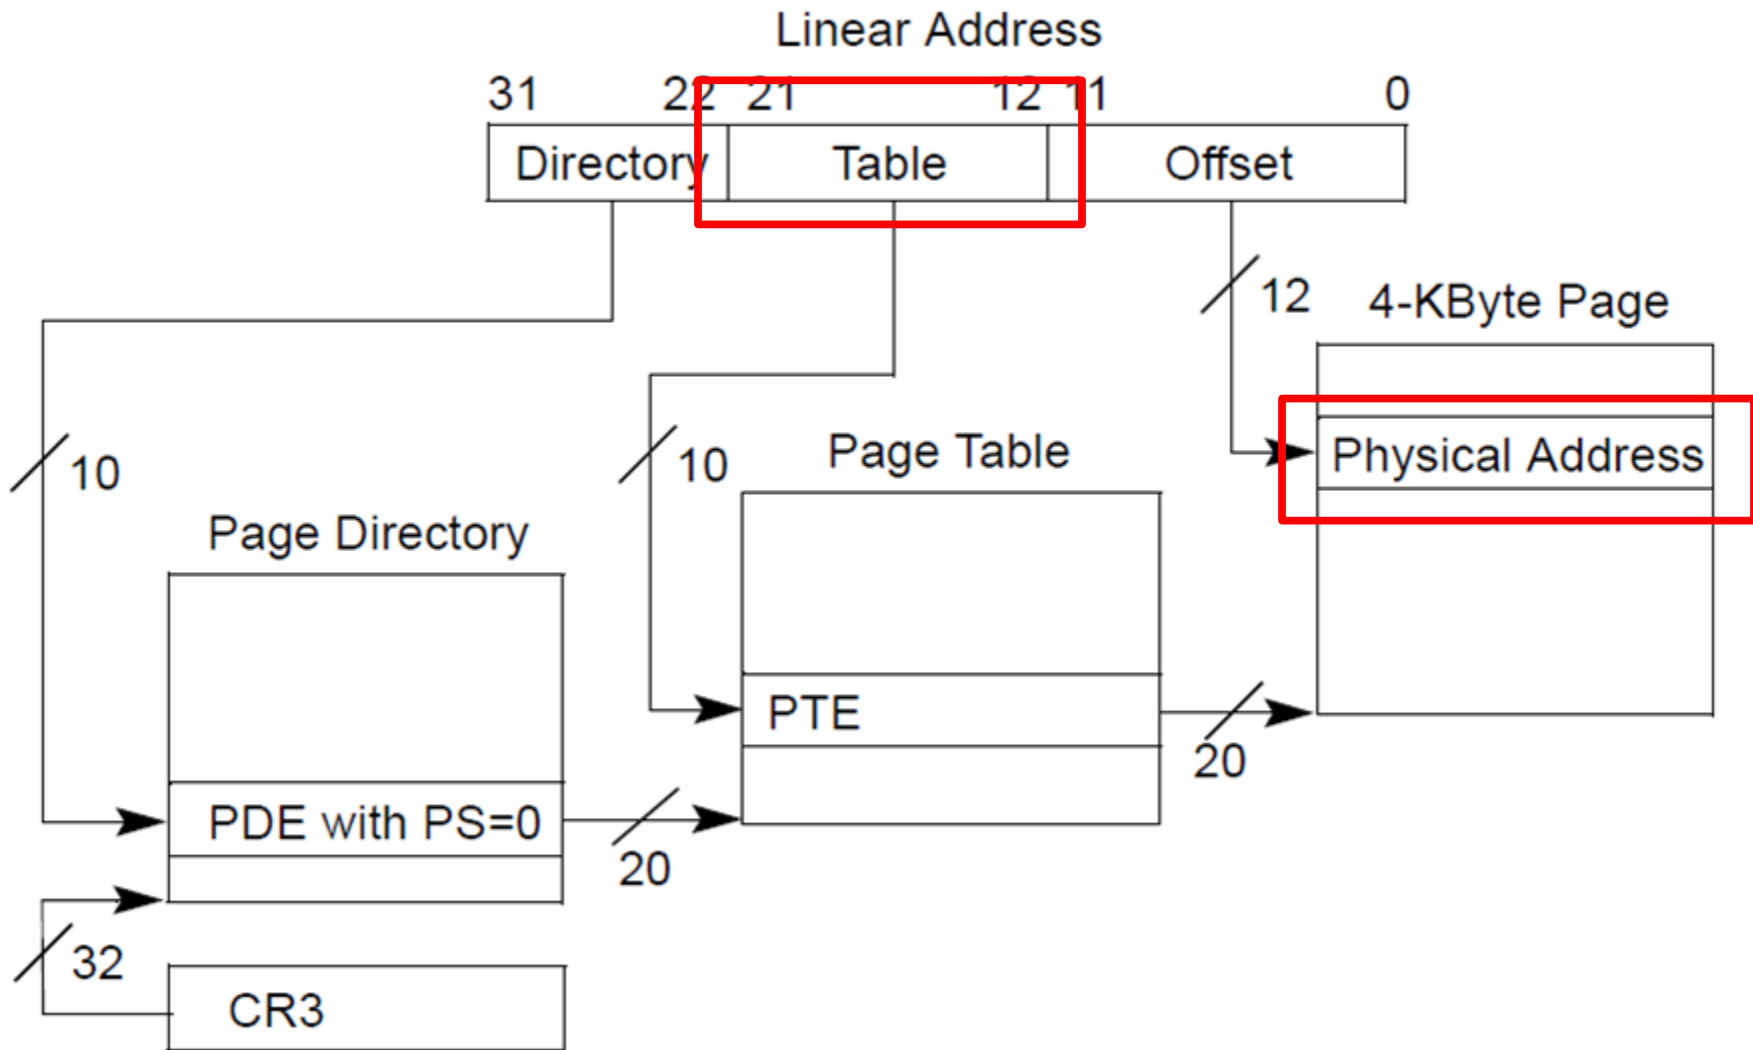 Linear Address
31 22 21 12 11 0
Directory Table Offset
12
4-KByte Page
Physical Address
10
10
Page Table
Page Directory
PTE
20
PDE with PS=0
20
32
CR3